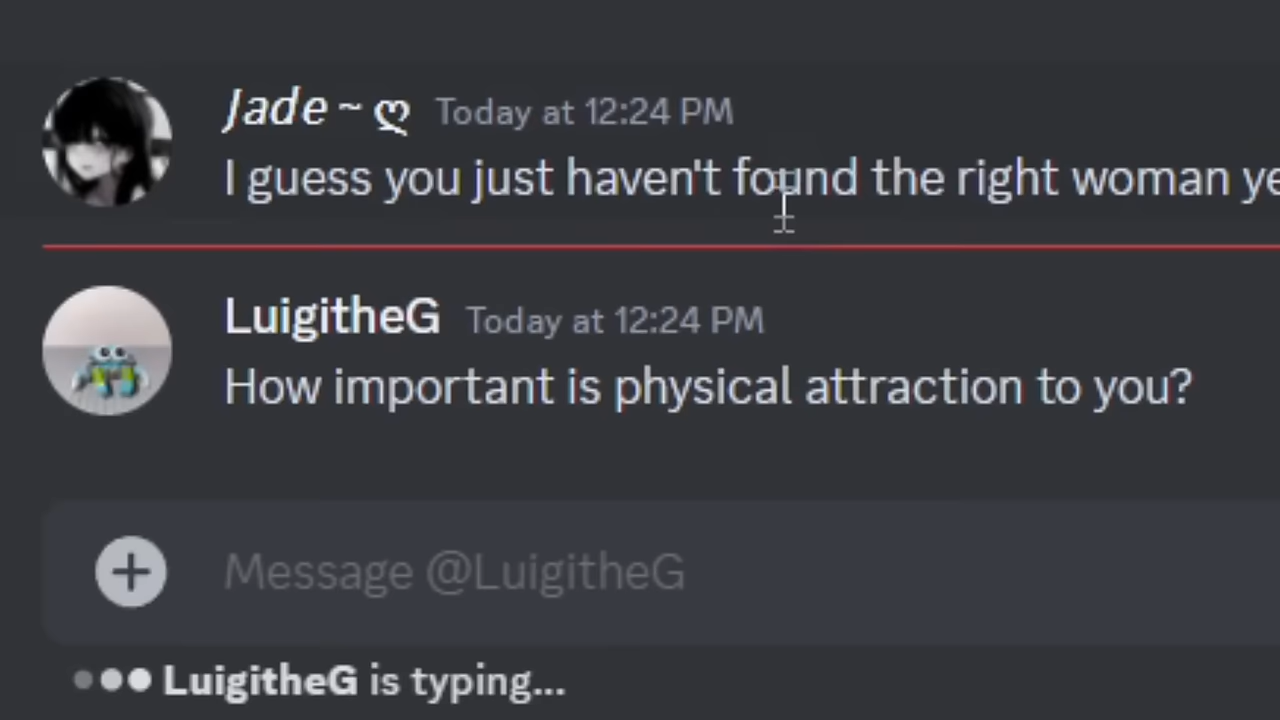 Jade ~ ღ Today at 12:24 PM
I guess you just haven't found the right woman ye
LuigitheG Today at 12:24 PM
How important is physical attraction to you?
Message @LuigitheG
LuigitheG is typing...